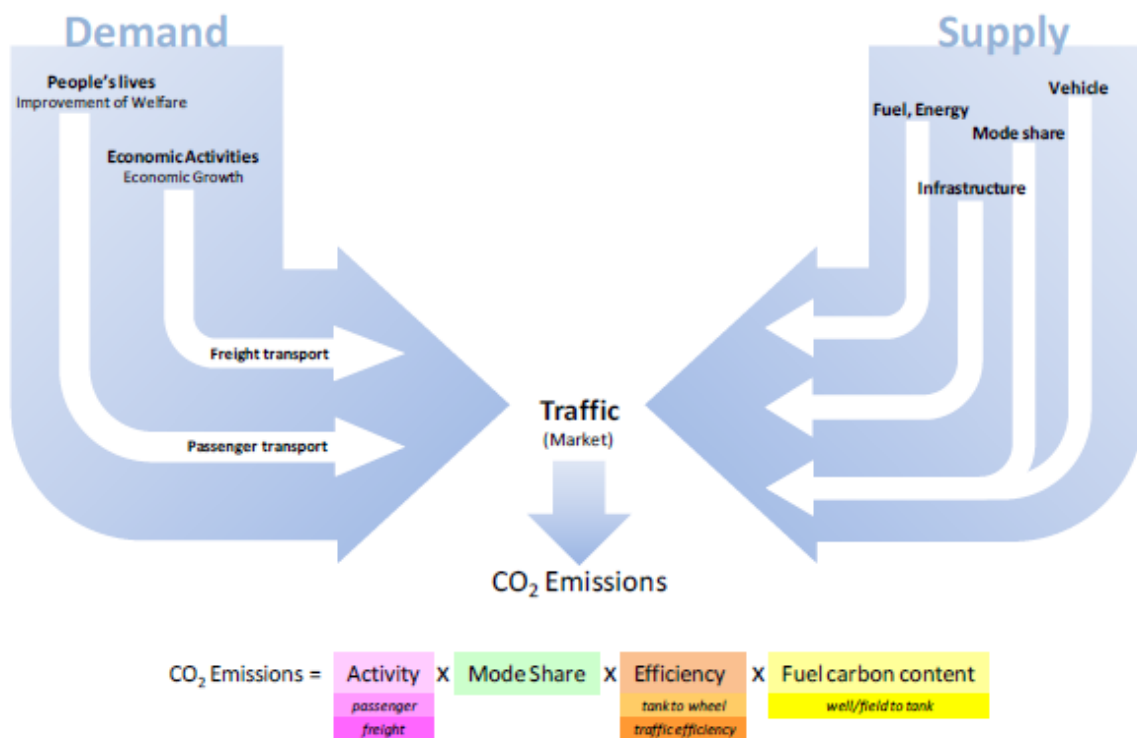 Demand
People's lives
Improvement of Welfare
Economic Activities
Economic Growth
Freight transport
Passenger transport
Supply
Vehicle
Fuel, Energy
Mode share
Infrastructure
Traffic
(Market)
CO₂ Emissions
CO₂ Emissions = Activity x Mode Share x Efficiency x Fuel carbon content
passenger tank to wheel well/field to tank
freight traffic efficiency